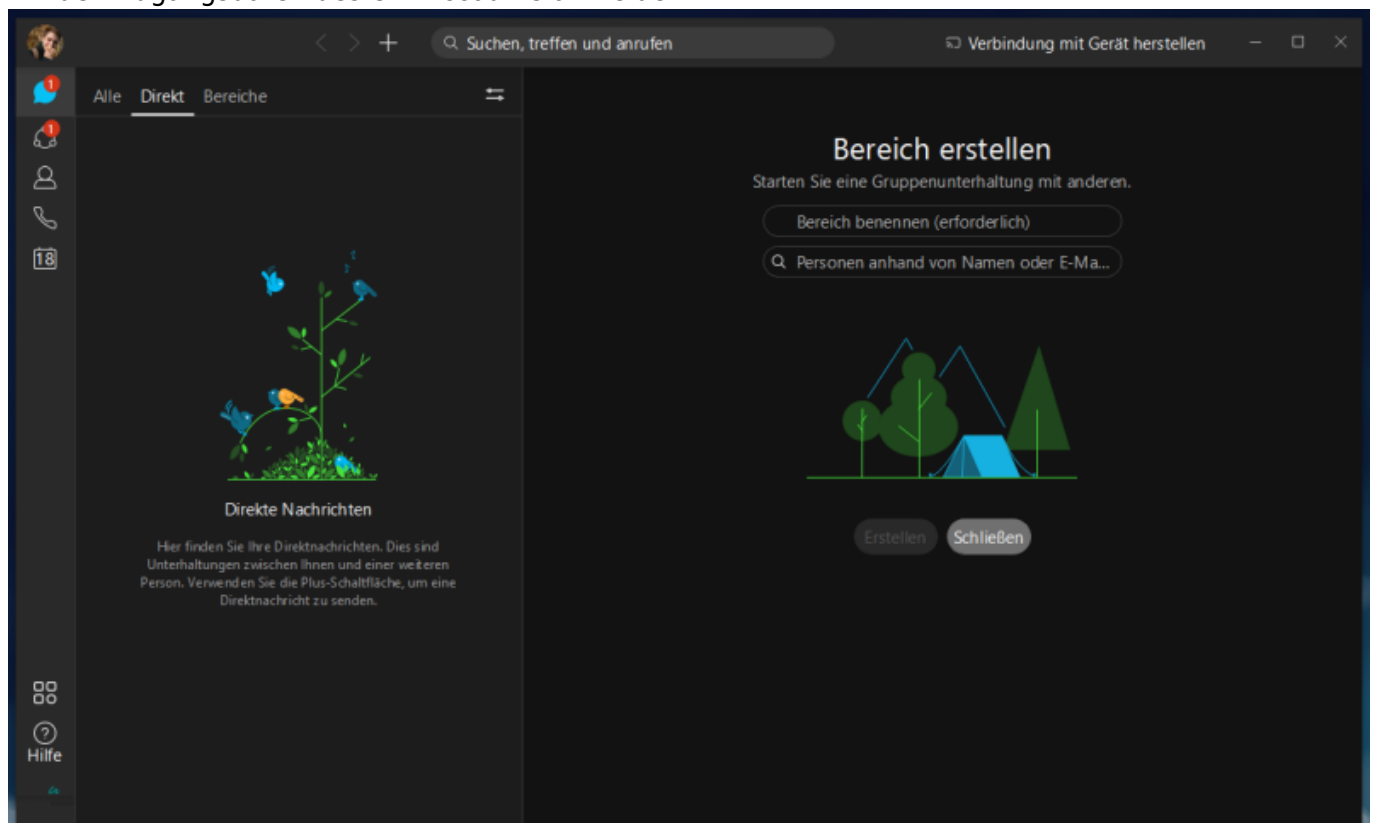 Suchen, treffen und anrufen
Verbindung mit Gerät herstellen
1
Alle Direkt Bereiche
1
18
Bereich erstellen
Starten Sie eine Gruppenunterhaltung mit anderen.
Bereich benennen (erforderlich)
Personen anhand von Namen oder E-Ma...
Direkte Nachrichten
Hier finden Sie Ihre Direktnachrichten. Dies sind
Unterhaltungen zwischen Ihnen und einer weiteren
Person. Verwenden Sie die Plus-Schaltfläche, um eine
Direktnachricht zu senden.
Erstellen Schließen
Hilfe